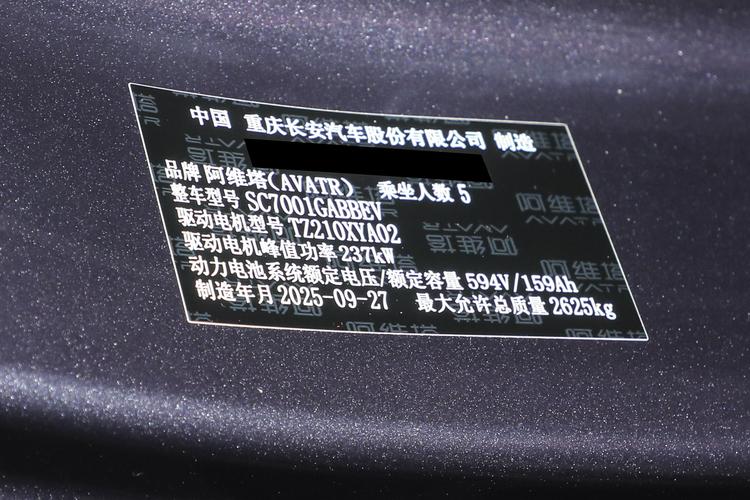 中国 重庆长安汽车股份有限公司 制造
品牌 阿维塔(AVATR) 乘坐人数 5
整车型号 SC7001GABBEV
驱动电机型号 TZ210XYA02
驱动电机峰值功率 237kW
动力电池系统额定电压/额定容量 594V/159Ah
制造年月 2025-09-27 最大允许总质量 2625kg